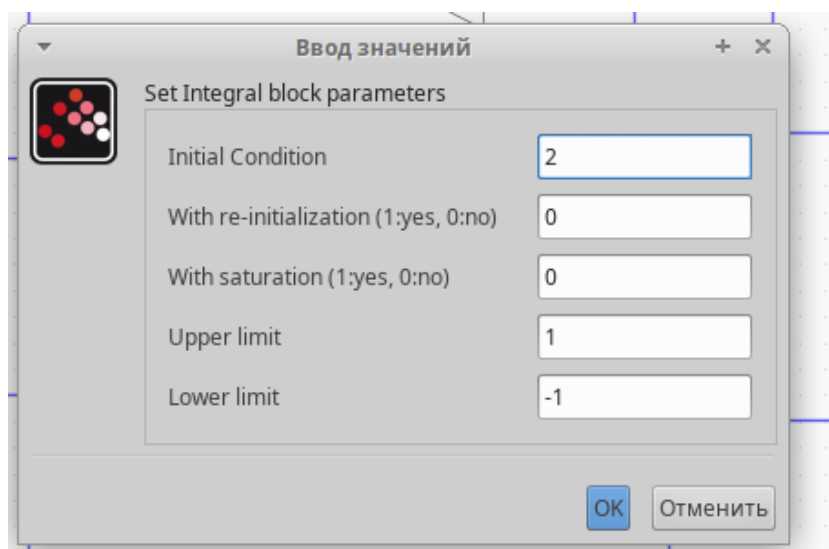 Ввод значений
Set Integral block parameters
Initial Condition 2
With re-initialization (1:yes, 0:no) 0
With saturation (1:yes, 0:no) 0
Upper limit 1
Lower limit -1
OK Отменить